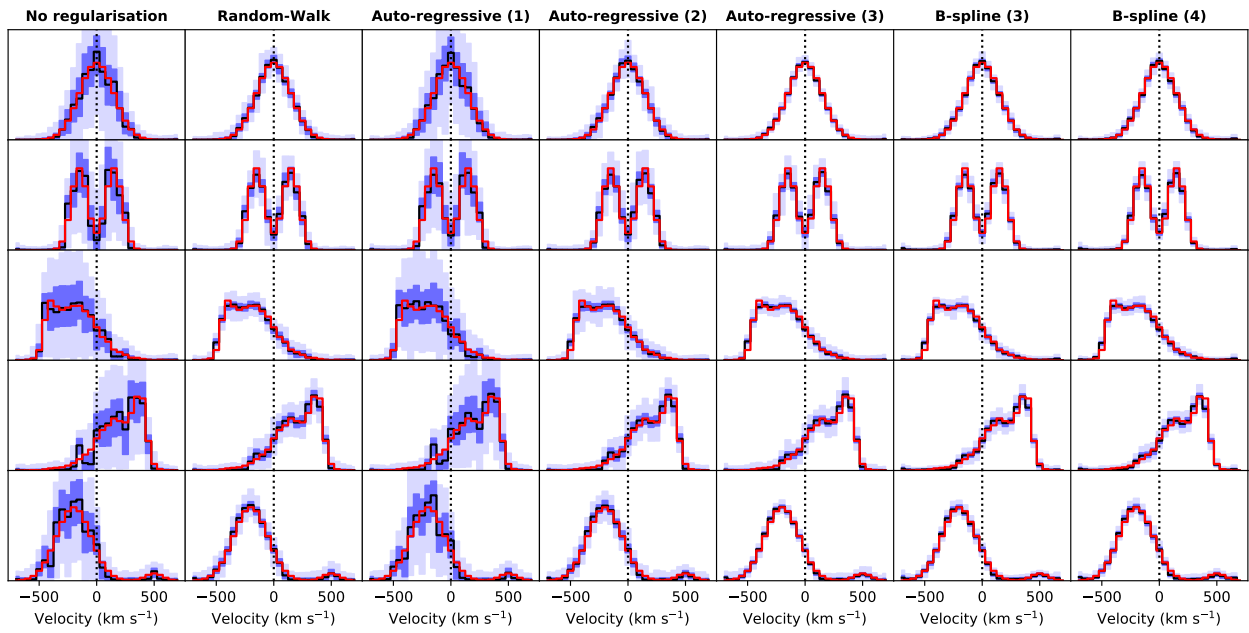 No regularisation Random-Walk Auto-regressive (1) Auto-regressive (2) Auto-regressive (3) B-spline (3) B-spline (4)
−500 0 500 −500 0 500 −500 0 500 −500 0 500 −500 0 500 −500 0 500 −500 0 500
Velocity (km s⁻¹) Velocity (km s⁻¹) Velocity (km s⁻¹) Velocity (km s⁻¹) Velocity (km s⁻¹) Velocity (km s⁻¹) Velocity (km s⁻¹)